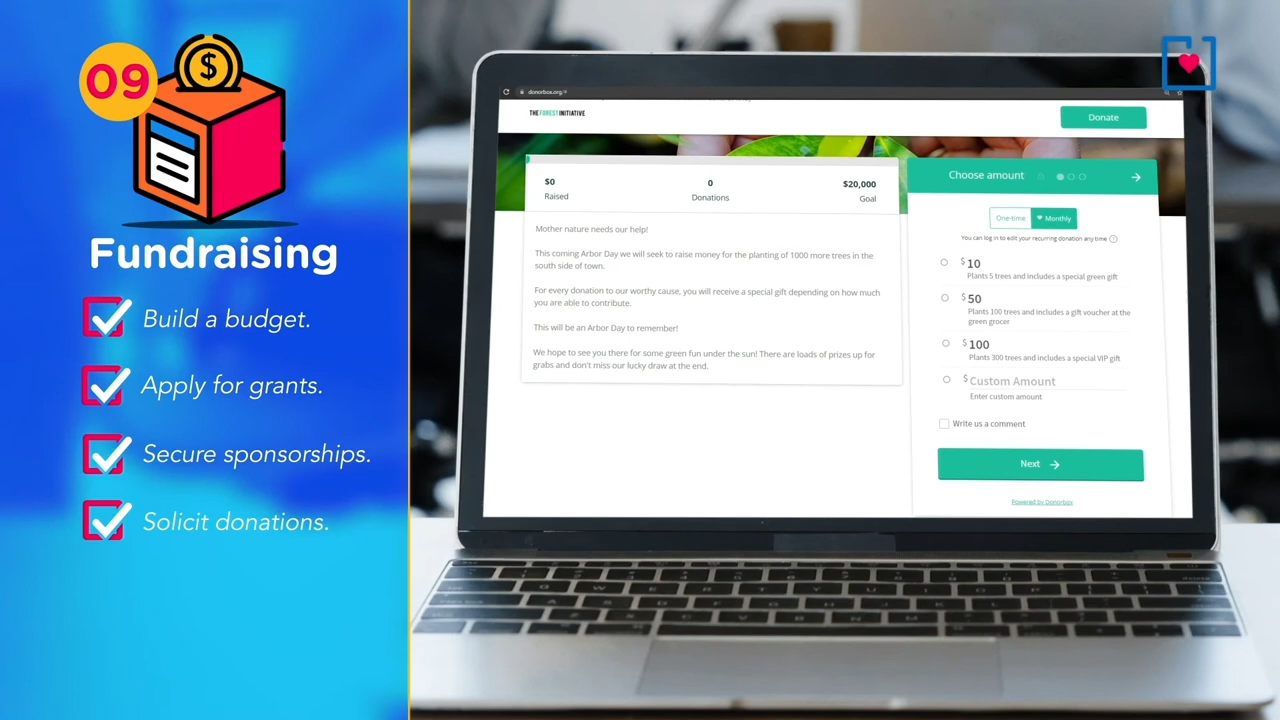 09
$
Fundraising
Build a budget.
Apply for grants.
Secure sponsorships.
Solicit donations.
donorbox.org/#
THE FOREST INITIATIVE
Donate
$0
Raised
0
Donations
$20,000
Goal
Mother nature needs our help!
This coming Arbor Day we will seek to raise money for the planting of 1000 more trees in the
south side of town.
For every donation to our worthy cause, you will receive a special gift depending on how much
you are able to contribute.
This will be an Arbor Day to remember!
We hope to see you there for some green fun under the sun! There are loads of prizes up for
grabs and don't miss our lucky draw at the end.
Choose amount
One-time
Monthly
You can log in to edit your recurring donation any time ?
$10
Plants 5 trees and includes a special green gift
$50
Plants 100 trees and includes a gift voucher at the
green grocer
$100
Plants 300 trees and includes a special VIP gift
$Custom Amount
Enter custom amount
Write us a comment
Next
Powered by Donorbox